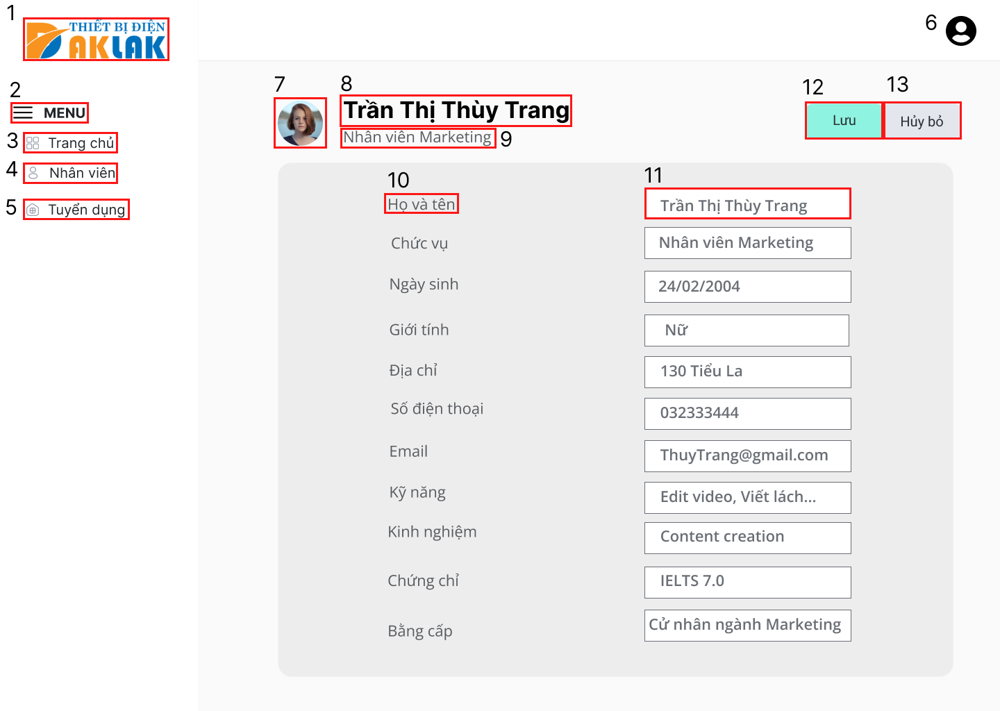 1
THIẾT BỊ ĐIỆN
DAKLAK
2
MENU
3 Trang chủ
4 Nhân viên
5 Tuyển dụng
6
7
8
Trần Thị Thùy Trang
Nhân viên Marketing 9
12
13
Lưu
Hủy bỏ
10
11
Họ và tên
Trần Thị Thùy Trang
Chức vụ
Nhân viên Marketing
Ngày sinh
24/02/2004
Giới tính
Nữ
Địa chỉ
130 Tiểu La
Số điện thoại
032333444
Email
ThuyTrang@gmail.com
Kỹ năng
Edit video, Viết lách...
Kinh nghiệm
Content creation
Chứng chỉ
IELTS 7.0
Bằng cấp
Cử nhân ngành Marketing